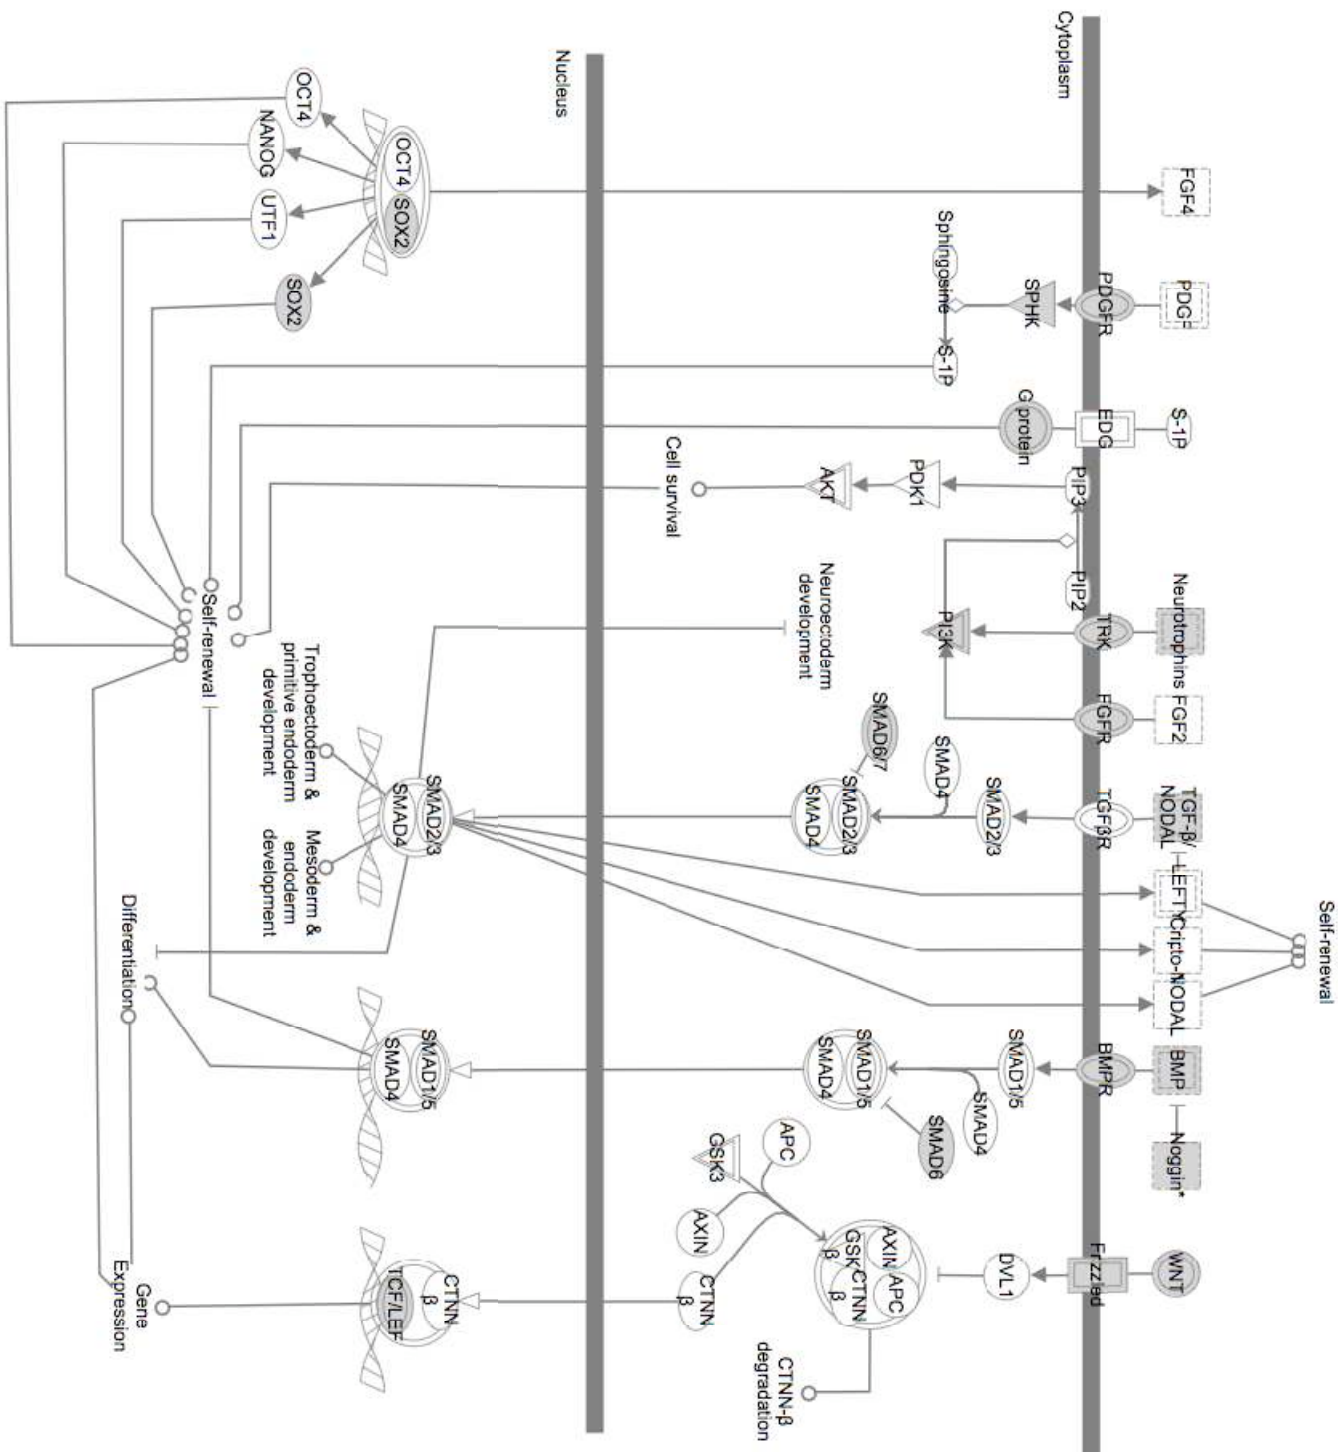 Self-renewal
FGF4
PDGF
S-1P
Neurotrophins
FGF2
TGF-β/
NODAL
LEFTY
Cripto-
NODAL
BMP
Noggin*
WNT
Cytoplasm
PDGFR
EDG
TRK
FGFR
TGFβR
BMPR
Frizzled
SPHK
G protein
PIP3
PIP2
Sphingosine
S-1P
PDK1
AKT
PI3K
SMAD2/3
SMAD4
SMAD6/7
SMAD2/3
SMAD4
SMAD1/5
SMAD4
SMAD6
SMAD1/5
SMAD4
DVL1
AXIN
APC
GSK
β
CTNN
β
CTNN-β
degradation
Neuroectoderm
development
Cell survival
APC
GSK3
AXIN
CTNN
β
Nucleus
OCT4
SOX2
OCT4
NANOG
UTF1
SOX2
SMAD2/3
SMAD4
SMAD1/5
SMAD4
CTNN
β
TCF/LEF
Trophoectoderm &
primitive endoderm
development
Mesoderm &
endoderm
development
Self-renewal
Differentiation
Gene
Expression